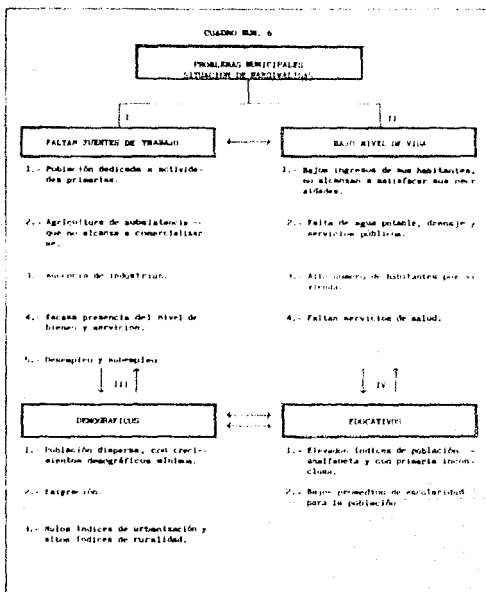 CUADRO NUM. 6
PROBLEMAS MUNICIPALES
SITUACION DE MARGINALIDAD
I
II
FALTAN FUENTES DE TRABAJO
BAJO NIVEL DE VIDA
1.- Población dedicada a activida-
des primarias.
2.- Agricultura de subsistencia -
que no alcanza a comercializar
se.
3. Ausencia de industrias.
4.- Escasa presencia del nivel de
bienes y servicios.
5.- Desempleo y subempleo
1.- Bajos ingresos de sus habitantes,
no alcanzan a satisfacer sus nece
sidades.
2.- Falta de agua potable, drenaje y
servicios públicos.
3.- Alto número de habitantes por vi
vienda.
4.- Faltan servicios de salud.
III
IV
DEMOGRAFICOS
EDUCATIVOS
1.- Población dispersa, con creci-
mientos demográficos mínima.
2.- Emigración.
3.- Nulos índices de urbanización y
altos índices de ruralidad.
1.- Elevados índices de población -
analfabeta y con primaria incon-
clusa.
2.- Bajos promedios de escolaridad
para la población